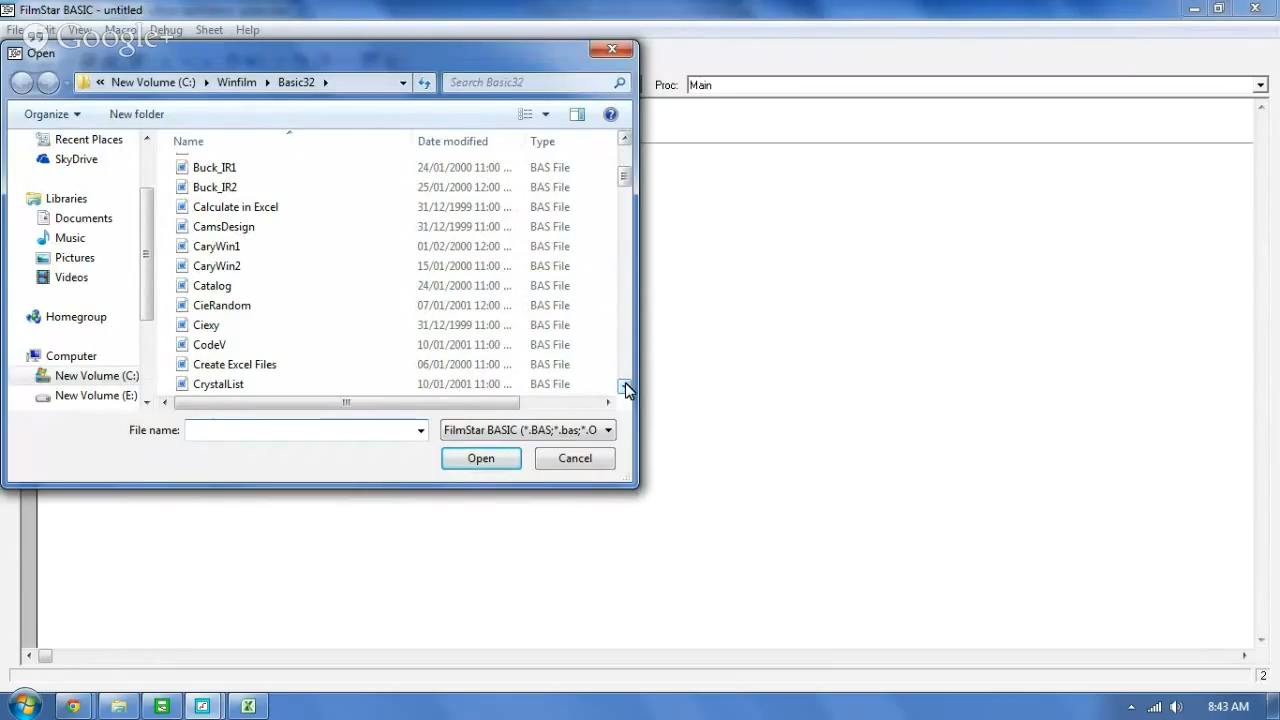 FilmStar BASIC - untitled
File Edit View Macro Debug Sheet Help
Google+
Open
« New Volume (C:) Winfilm Basic32 Search Basic32
Proc: Main
Organize New folder
Recent Places
SkyDrive
Libraries
Documents
Music
Pictures
Videos
Homegroup
Computer
New Volume (C:)
New Volume (E:)
Name Date modified Type
Buck_IR1 24/01/2000 11:00 ... BAS File
Buck_IR2 25/01/2000 12:00 ... BAS File
Calculate in Excel 31/12/1999 11:00 ... BAS File
CamsDesign 31/12/1999 11:00 ... BAS File
CaryWin1 01/02/2000 12:00 ... BAS File
CaryWin2 15/01/2000 11:00 ... BAS File
Catalog 24/01/2000 11:00 ... BAS File
CieRandom 07/01/2001 12:00 ... BAS File
Ciexy 31/12/1999 11:00 ... BAS File
CodeV 10/01/2001 11:00 ... BAS File
Create Excel Files 06/01/2000 11:00 ... BAS File
CrystalList 10/01/2001 11:00 ... BAS File
File name: FilmStar BASIC (*.BAS;*.bas;*.O
Open Cancel
2
8:43 AM